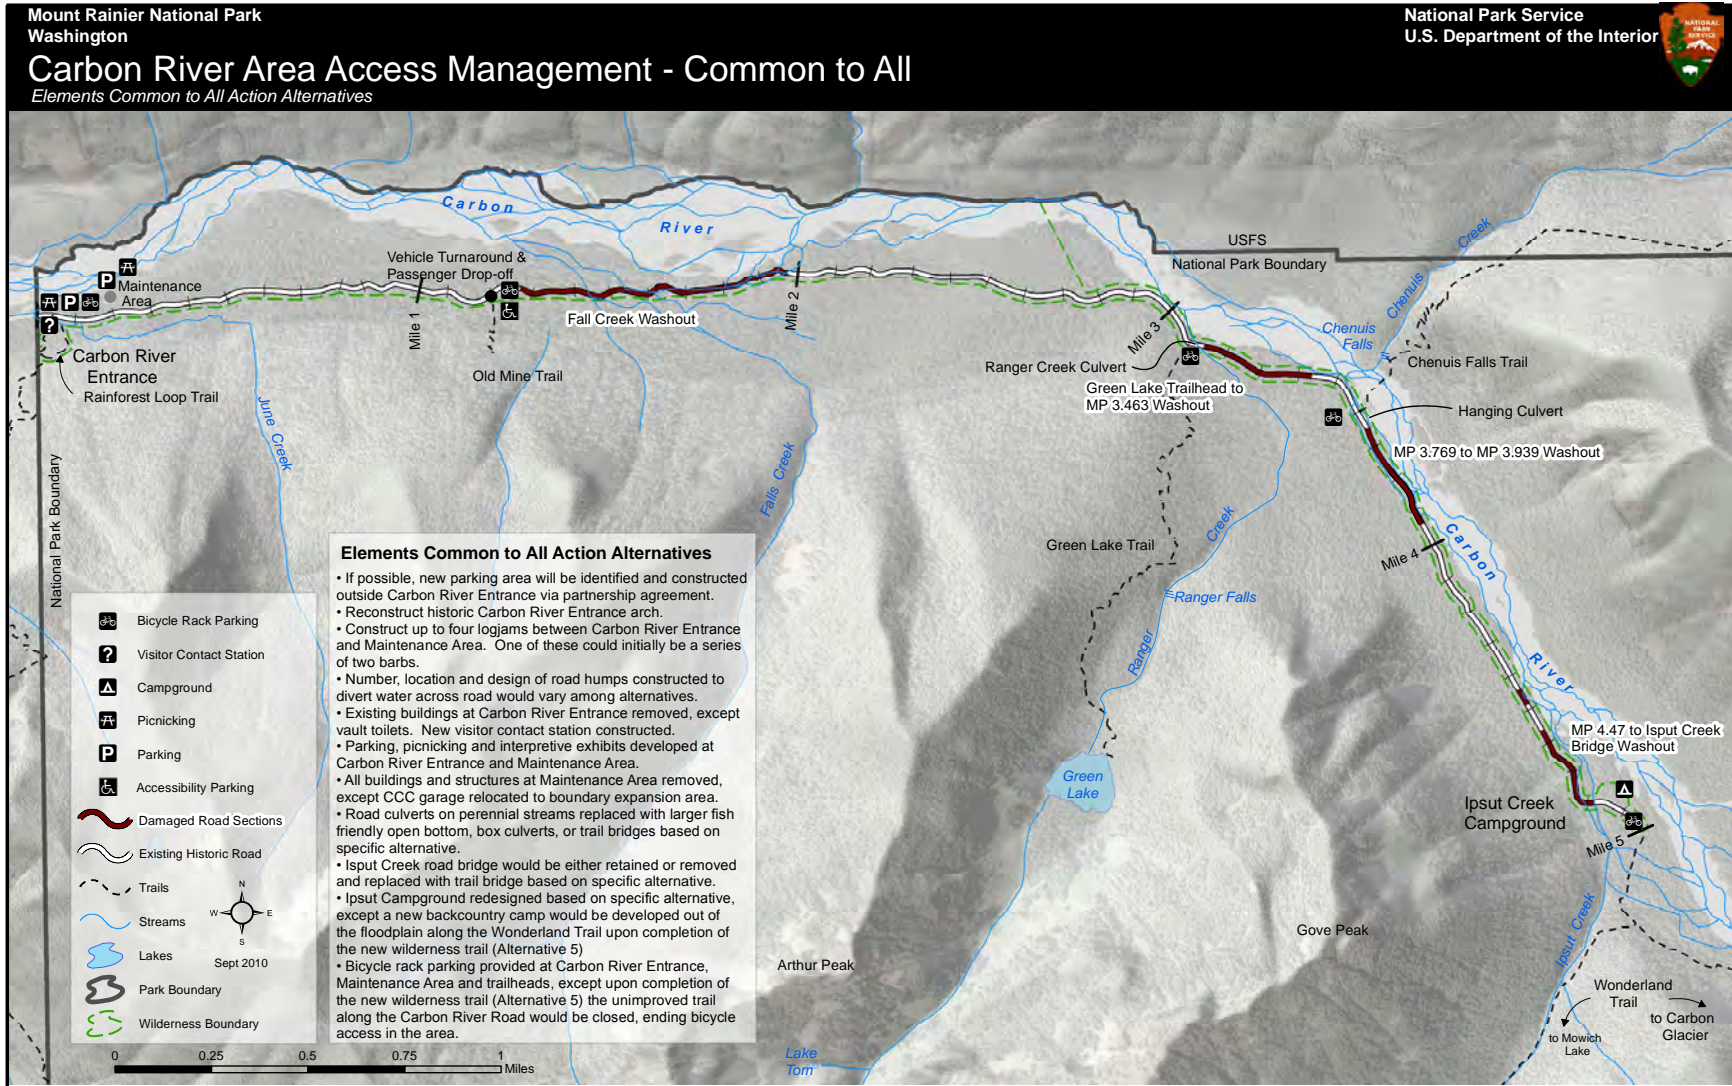 Mount Rainier National Park
Washington
National Park Service
U.S. Department of the Interior
NATIONAL
PARK
SERVICE
Carbon River Area Access Management - Common to All
Elements Common to All Action Alternatives
Carbon
River
Vehicle Turnaround &
Passenger Drop-off
Maintenance
Area
Mile 1
Mile 2
Fall Creek Washout
Carbon River
Entrance
Rainforest Loop Trail
Old Mine Trail
June Creek
Falls Creek
National Park Boundary
USFS
National Park Boundary
Chenuis Creek
Chenuis
Falls
Chenuis Falls Trail
Mile 3
Ranger Creek Culvert
Green Lake Trailhead to
MP 3.463 Washout
Hanging Culvert
MP 3.769 to MP 3.939 Washout
Mile 4
Carbon
River
Green Lake Trail
Ranger Creek
Ranger Falls
Green
Lake
MP 4.47 to Isput Creek
Bridge Washout
Ipsut Creek
Campground
Mile 5
Ipsut Creek
Gove Peak
Arthur Peak
Lake
Tom
Wonderland
Trail
to Carbon
Glacier
to Mowich
Lake
Elements Common to All Action Alternatives
• If possible, new parking area will be identified and constructed
outside Carbon River Entrance via partnership agreement.
• Reconstruct historic Carbon River Entrance arch.
• Construct up to four logjams between Carbon River Entrance
and Maintenance Area. One of these could initially be a series
of two barbs.
• Number, location and design of road humps constructed to
divert water across road would vary among alternatives.
• Existing buildings at Carbon River Entrance removed, except
vault toilets. New visitor contact station constructed.
• Parking, picnicking and interpretive exhibits developed at
Carbon River Entrance and Maintenance Area.
• All buildings and structures at Maintenance Area removed,
except CCC garage relocated to boundary expansion area.
• Road culverts on perennial streams replaced with larger fish
friendly open bottom, box culverts, or trail bridges based on
specific alternative.
• Isput Creek road bridge would be either retained or removed
and replaced with trail bridge based on specific alternative.
• Ipsut Campground redesigned based on specific alternative,
except a new backcountry camp would be developed out of
the floodplain along the Wonderland Trail upon completion of
the new wilderness trail (Alternative 5)
• Bicycle rack parking provided at Carbon River Entrance,
Maintenance Area and trailheads, except upon completion of
the new wilderness trail (Alternative 5) the unimproved trail
along the Carbon River Road would be closed, ending bicycle
access in the area.
Bicycle Rack Parking
? Visitor Contact Station
Campground
Picnicking
P Parking
Accessibility Parking
Damaged Road Sections
Existing Historic Road
Trails
Streams
Lakes
Park Boundary
Wilderness Boundary
N
W E
S
Sept 2010
0 0.25 0.5 0.75 1
Miles
P
P
?